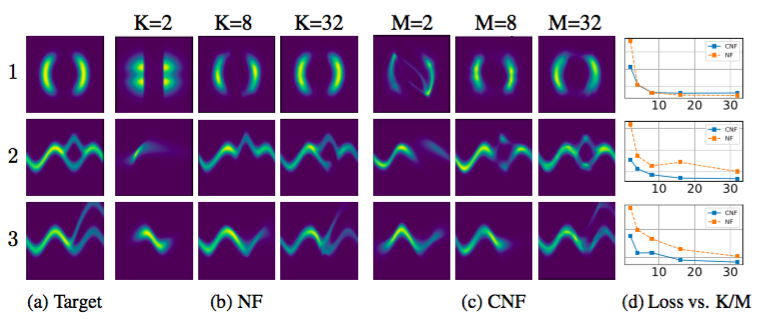 K=2 K=8 K=32 M=2 M=8 M=32
1
CNF
NF
10 20 30
2
CNF
NF
10 20 30
3
CNF
NF
10 20 30
(a) Target (b) NF (c) CNF (d) Loss vs. K/M